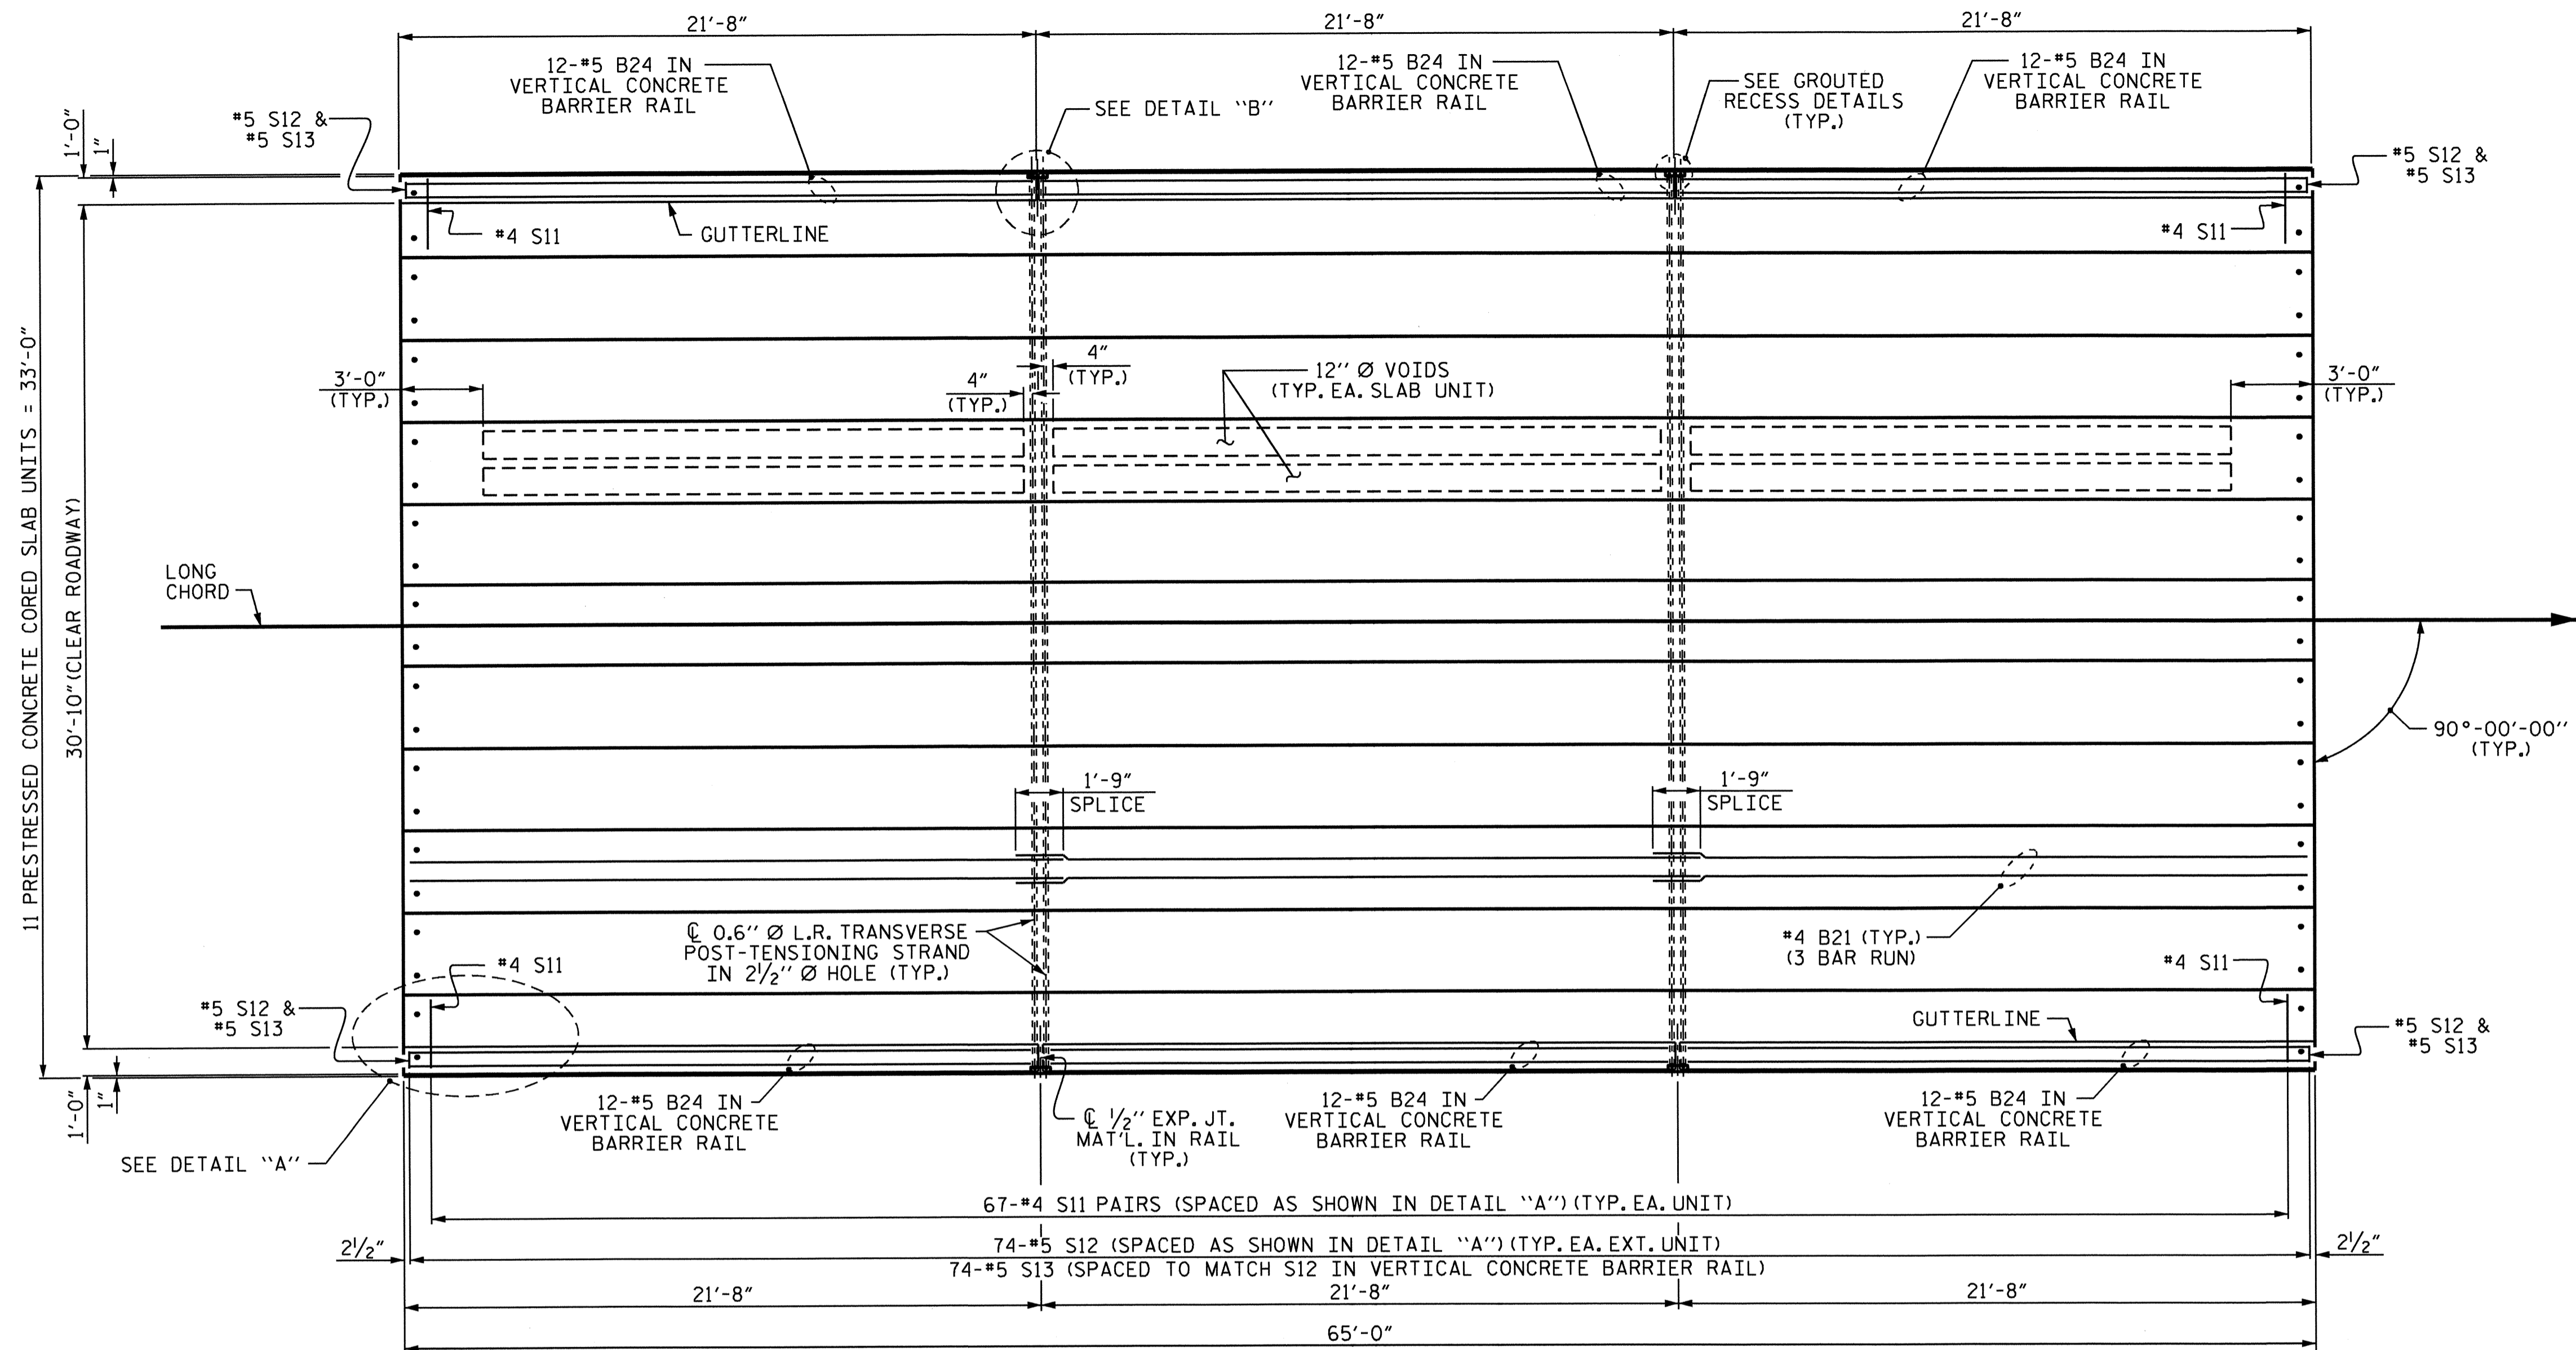 21'-8"
21'-8"
21'-8"
12-#5 B24 IN
VERTICAL CONCRETE
BARRIER RAIL
12-#5 B24 IN
VERTICAL CONCRETE
BARRIER RAIL
12-#5 B24 IN
VERTICAL CONCRETE
BARRIER RAIL
SEE DETAIL "B"
SEE GROUTED
RECESS DETAILS
(TYP.)
1'-0"
1"
#5 S12 &
#5 S13
#5 S12 &
#5 S13
#4 S11
GUTTERLINE
#4 S11
3'-0"
(TYP.)
4"
(TYP.)
4"
(TYP.)
12" Ø VOIDS
(TYP. EA. SLAB UNIT)
3'-0"
(TYP.)
11 PRESTRESSED CONCRETE CORED SLAB UNITS = 33'-0"
30'-10" (CLEAR ROADWAY)
LONG
CHORD
90°-00'-00"
(TYP.)
1'-9"
SPLICE
1'-9"
SPLICE
℄ 0.6" Ø L.R. TRANSVERSE
POST-TENSIONING STRAND
IN 2 1/2" Ø HOLE (TYP.)
#4 B21 (TYP.)
(3 BAR RUN)
#4 S11
#4 S11
#5 S12 &
#5 S13
GUTTERLINE
#5 S12 &
#5 S13
1'-0"
1"
SEE DETAIL "A"
12-#5 B24 IN
VERTICAL CONCRETE
BARRIER RAIL
℄ 1/2" EXP. JT.
MAT'L. IN RAIL
(TYP.)
12-#5 B24 IN
VERTICAL CONCRETE
BARRIER RAIL
12-#5 B24 IN
VERTICAL CONCRETE
BARRIER RAIL
67-#4 S11 PAIRS (SPACED AS SHOWN IN DETAIL "A") (TYP. EA. UNIT)
2 1/2"
74-#5 S12 (SPACED AS SHOWN IN DETAIL "A") (TYP. EA. EXT. UNIT)
2 1/2"
74-#5 S13 (SPACED TO MATCH S12 IN VERTICAL CONCRETE BARRIER RAIL)
21'-8"
21'-8"
21'-8"
65'-0"